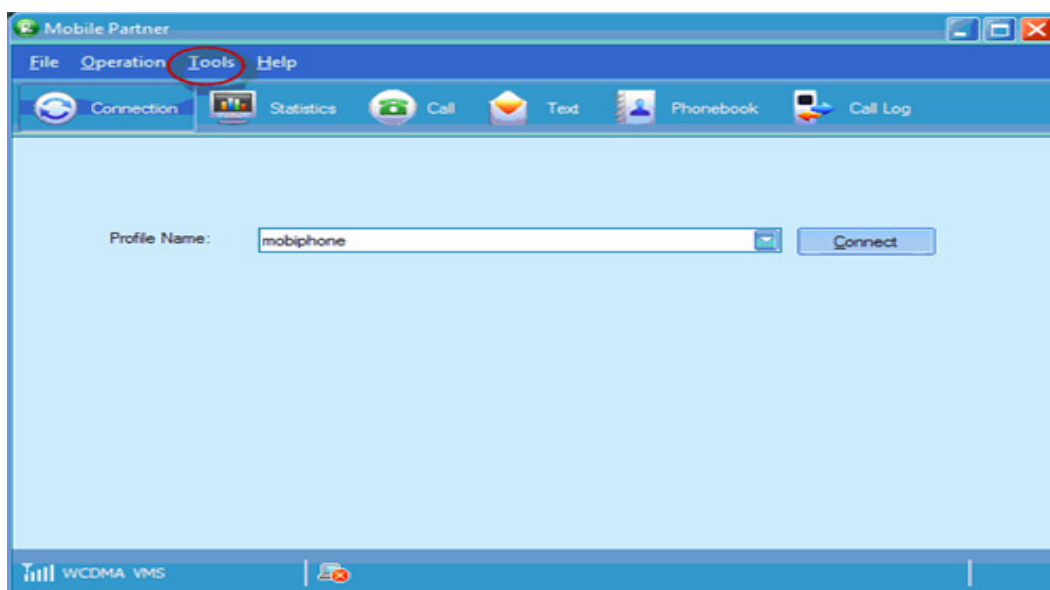 Mobile Partner
File Operation Tools Help
Connection Statistics Call Text Phonebook Call Log
Profile Name: mobiphone Connect
WCDMA VMS